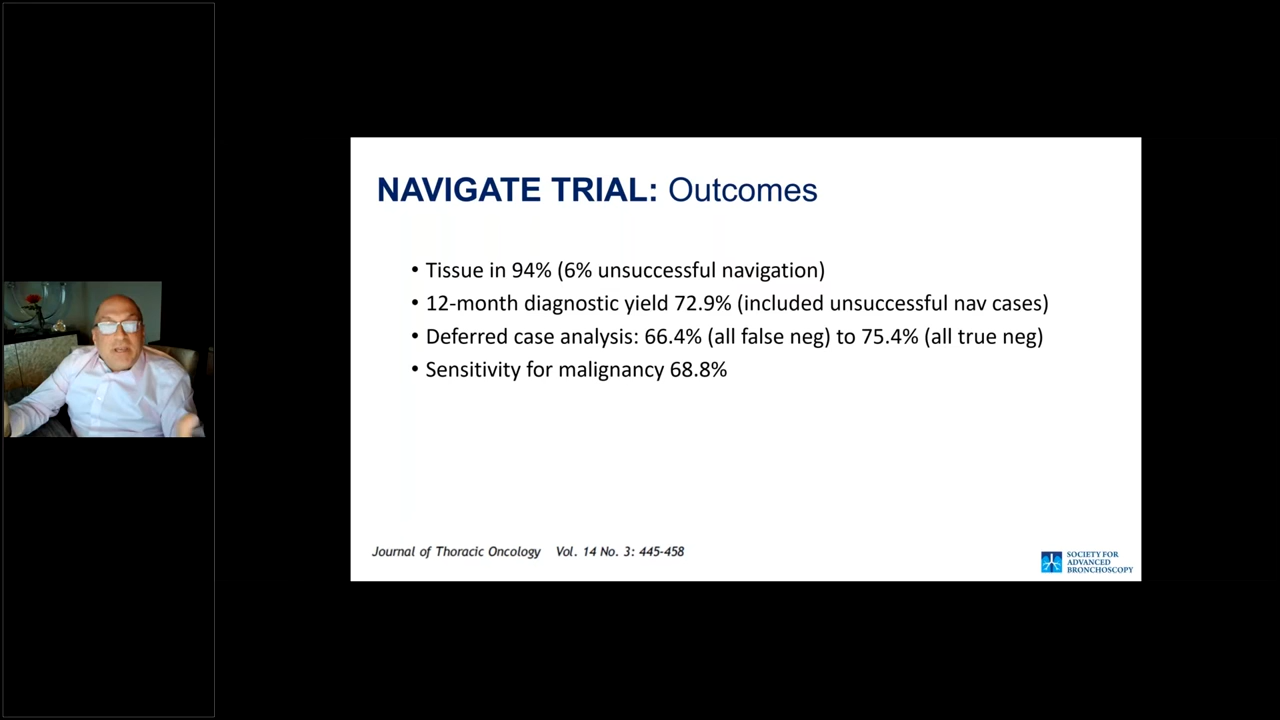 NAVIGATE TRIAL: Outcomes
• Tissue in 94% (6% unsuccessful navigation)
• 12-month diagnostic yield 72.9% (included unsuccessful nav cases)
• Deferred case analysis: 66.4% (all false neg) to 75.4% (all true neg)
• Sensitivity for malignancy 68.8%
Journal of Thoracic Oncology Vol. 14 No. 3: 445-458
SOCIETY FOR
ADVANCED
BRONCHOSCOPY